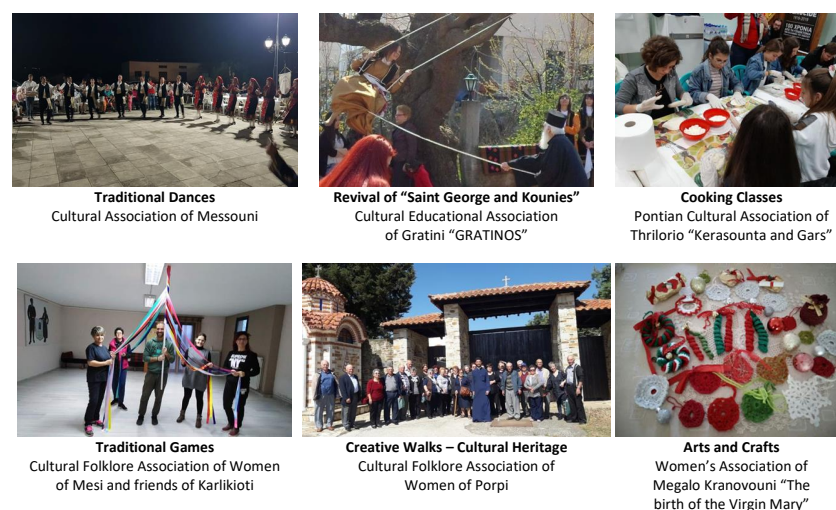 Traditional Dances
Cultural Association of Messouni
Revival of “Saint George and Kounies”
Cultural Educational Association
of Gratini “GRATINOS”
Cooking Classes
Pontian Cultural Association of
Thrilorio “Kerasounta and Gars”
Traditional Games
Cultural Folklore Association of Women
of Mesi and friends of Karlikioti
Creative Walks – Cultural Heritage
Cultural Folklore Association of
Women of Porpi
Arts and Crafts
Women’s Association of
Megalo Kranovouni “The
birth of the Virgin Mary”